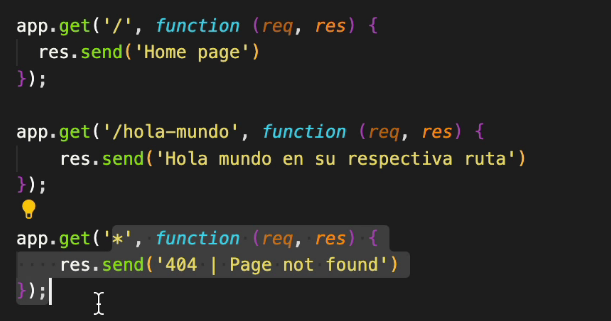 app.get('/', function (req, res) {
  res.send('Home page')
});
app.get('/hola-mundo', function (req, res) {
    res.send('Hola mundo en su respectiva ruta')
});
app.get('*', function (req, res) {
    res.send('404 | Page not found')
});